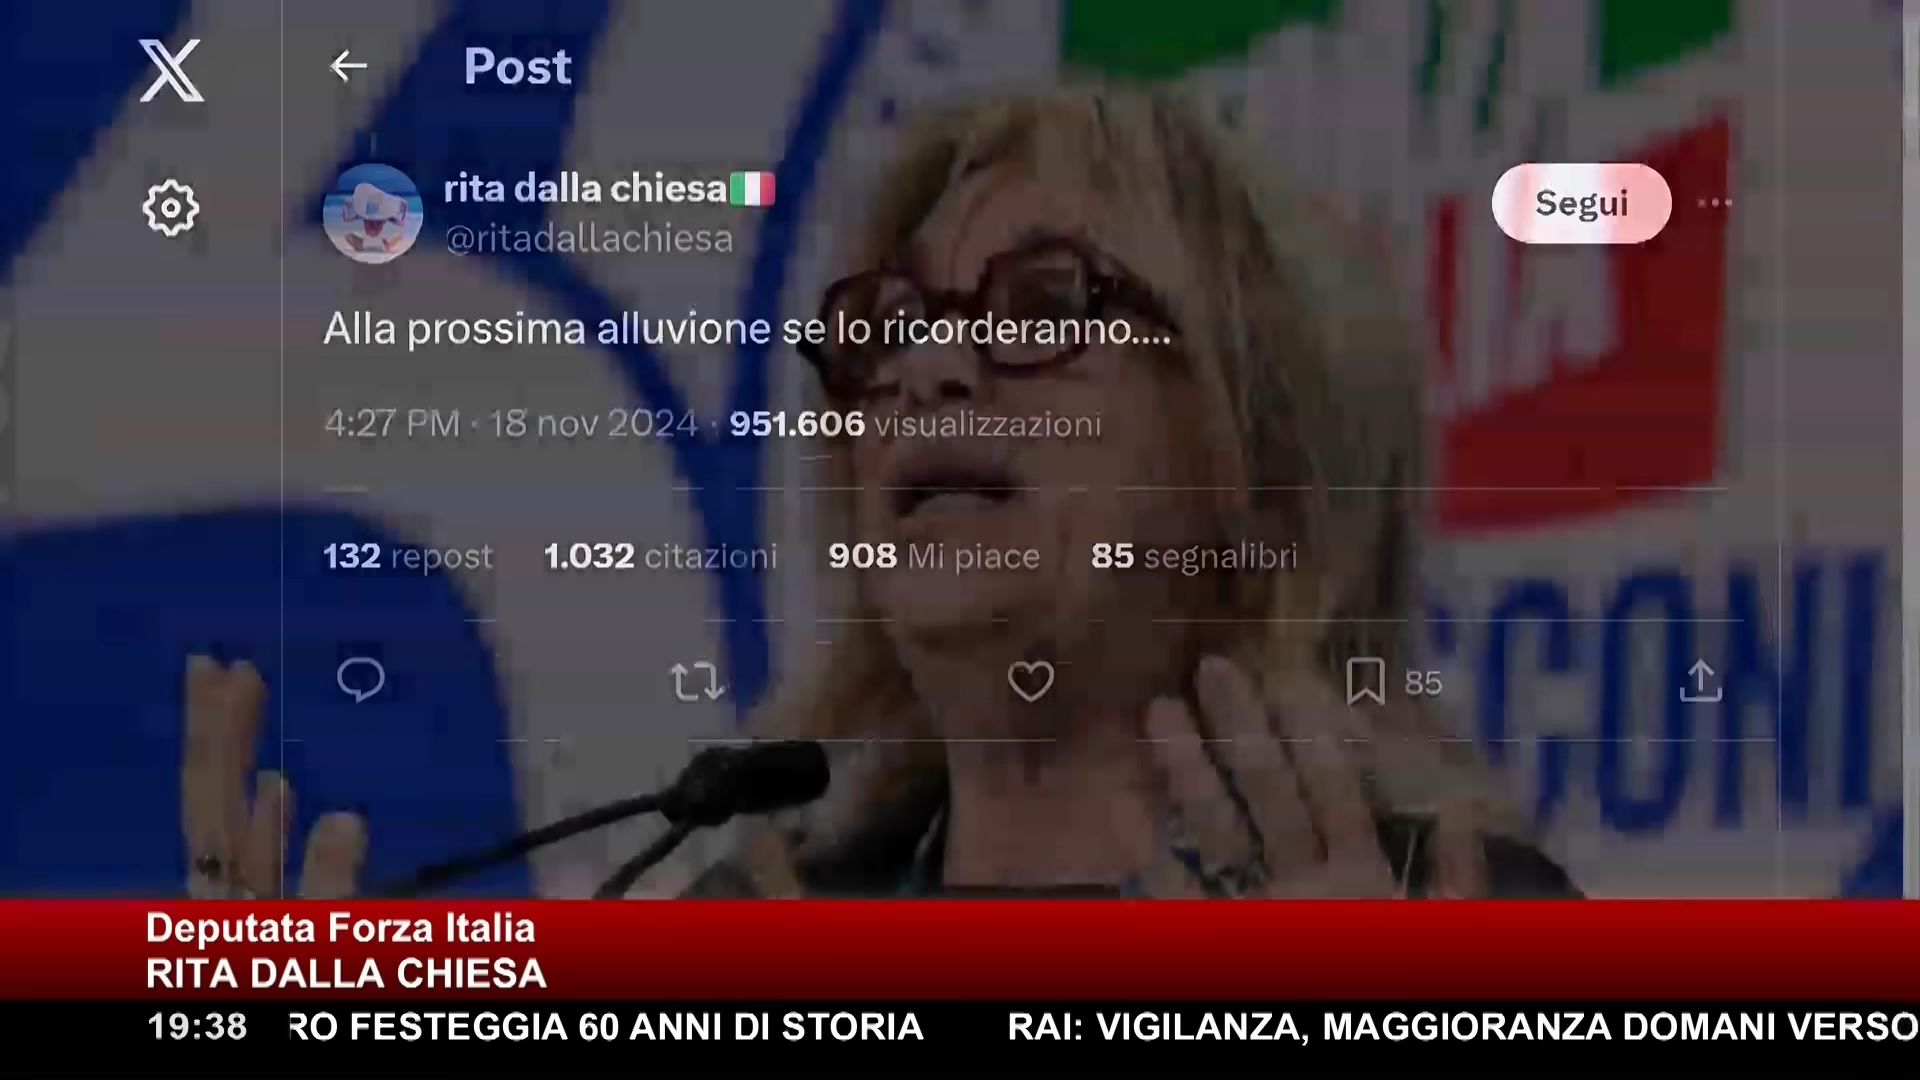 Post
rita dalla chiesa
@ritadallachiesa
Segui
Alla prossima alluvione se lo ricorderanno....
4:27 PM · 18 nov 2024 · 951.606 visualizzazioni
132 repost 1.032 citazioni 908 Mi piace 85 segnalibri
85
CONI
Deputata Forza Italia
RITA DALLA CHIESA
19:38 RO FESTEGGIA 60 ANNI DI STORIA RAI: VIGILANZA, MAGGIORANZA DOMANI VERSO